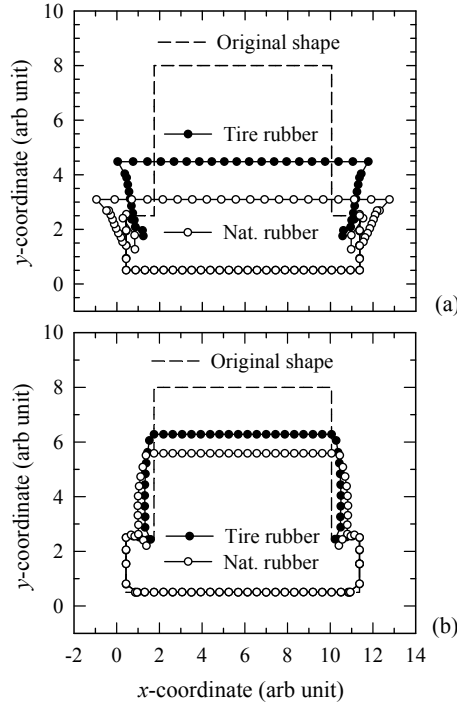 10
Original shape
8
6
Tire rubber
4
2
Nat. rubber
0
y-coordinate (arb unit)
(a)
10
Original shape
8
6
4
Tire rubber
2
Nat. rubber
0
y-coordinate (arb unit)
(b)
-2 0 2 4 6 8 10 12 14
x-coordinate (arb unit)